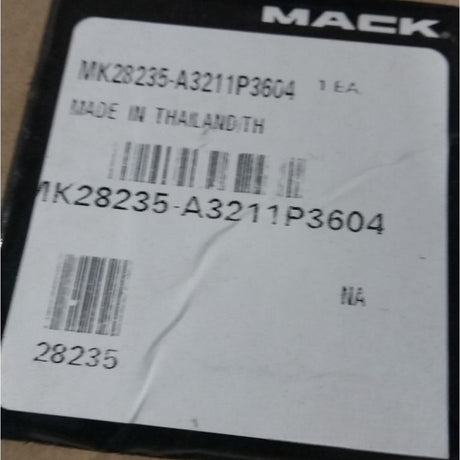 MACK
MK28235-A3211P3604 1 EA
MADE IN THAILAND/TH
MK28235-A3211P3604
NA
28235